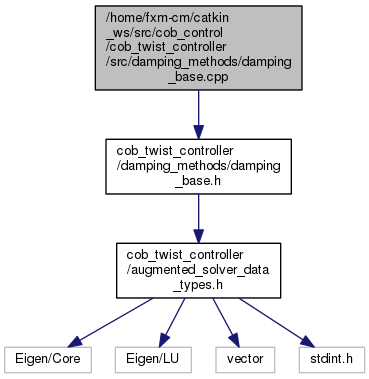 /home/fxm-cm/catkin
_ws/src/cob_control
/cob_twist_controller
/src/damping_methods/damping
_base.cpp
cob_twist_controller
/damping_methods/damping
_base.h
cob_twist_controller
/augmented_solver_data
_types.h
Eigen/Core
Eigen/LU
vector
stdint.h